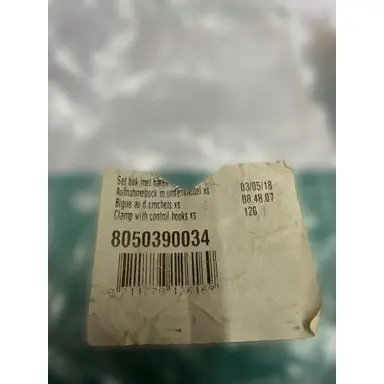 Set bok met
Aufnahmebock m.umlenkhebel xs
Bigue av d.crochets xs
Clamp with control hooks xs
03/05/18
08.48.07
126
8050390034